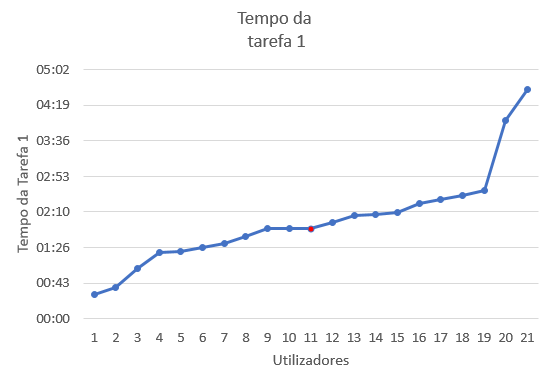 Tempo da
tarefa 1
05:02
04:19
03:36
02:53
02:10
01:26
00:43
00:00
Tempo da Tarefa 1
1 2 3 4 5 6 7 8 9 10 11 12 13 14 15 16 17 18 19 20 21
Utilizadores